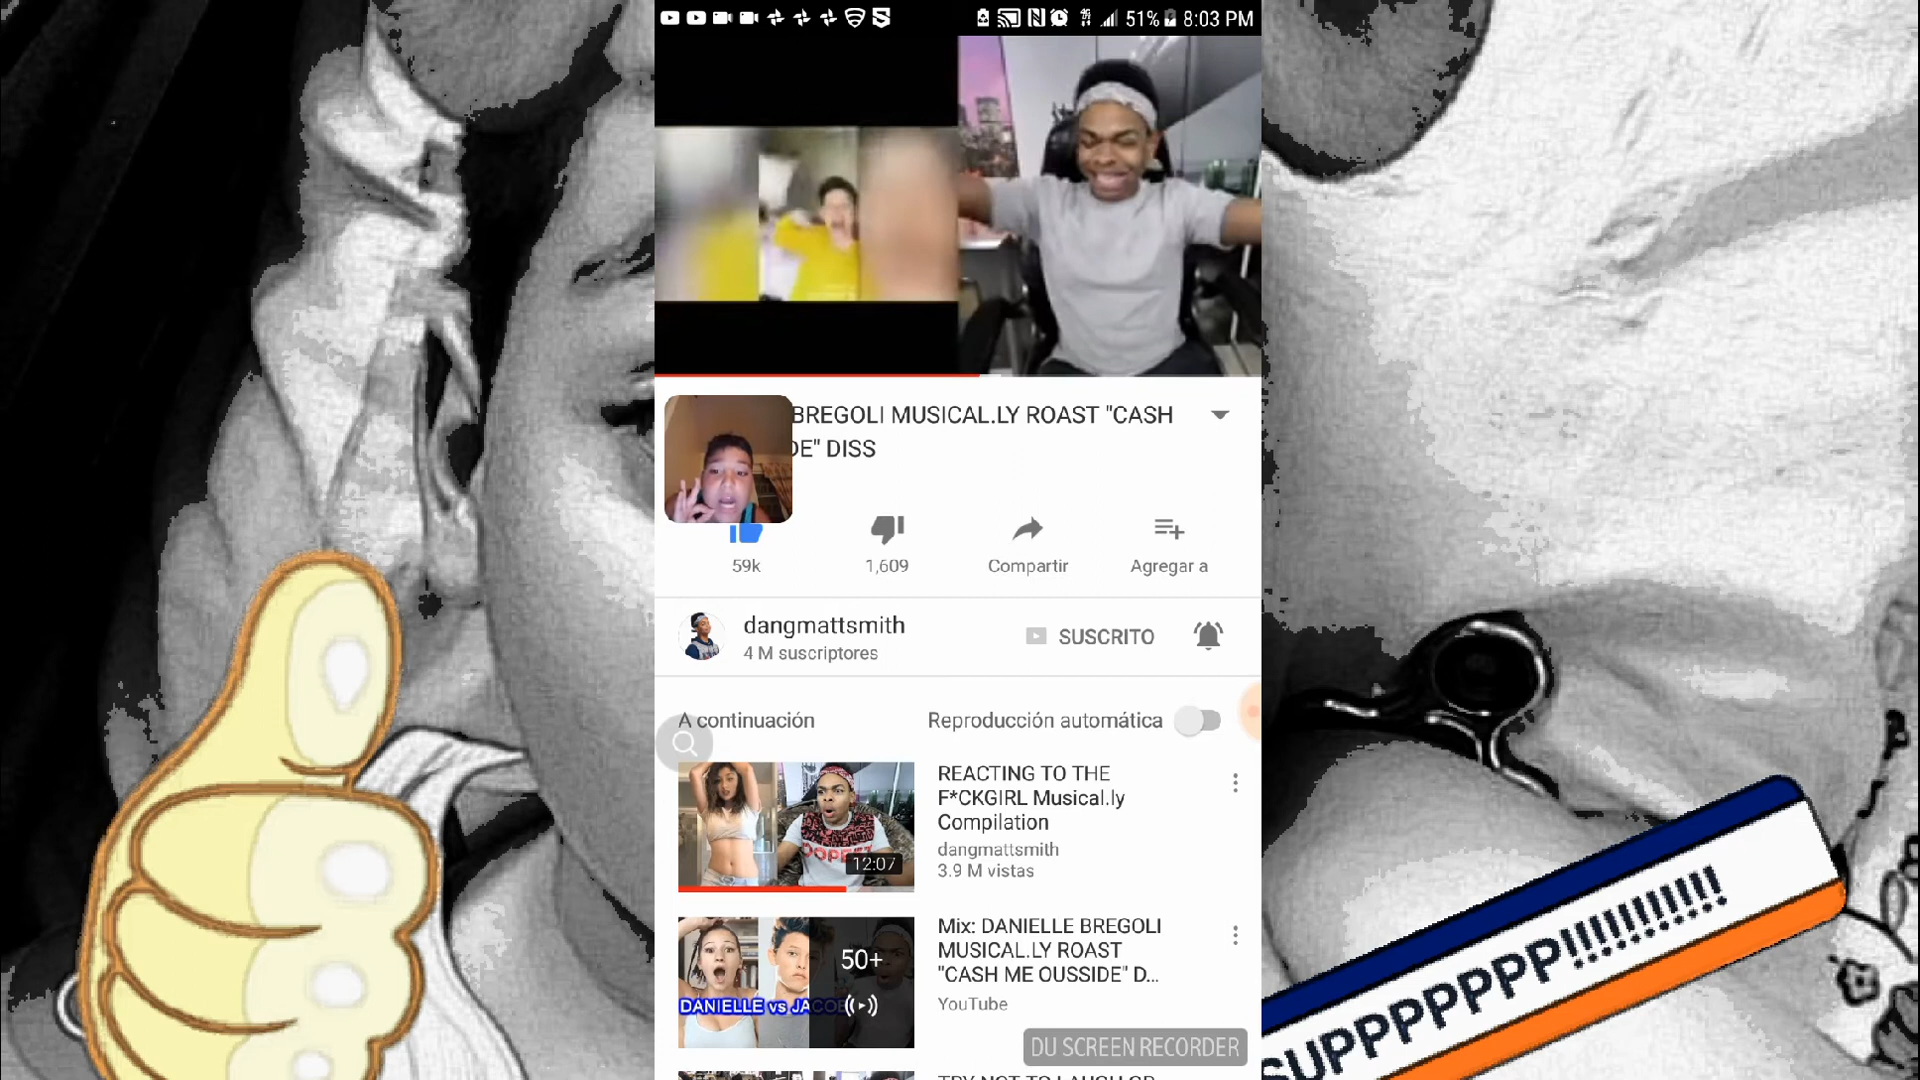 51% 8:03 PM
BREGOLI MUSICAL.LY ROAST "CASH
DE" DISS
59k
1,609
Compartir
Agregar a
dangmattsmith
4 M suscriptores
SUSCRITO
A continuación
Reproducción automática
REACTING TO THE
F*CKGIRL Musical.ly
Compilation
dangmattsmith
3.9 M vistas
12:07
Mix: DANIELLE BREGOLI
MUSICAL.LY ROAST
"CASH ME OUSSIDE" D...
YouTube
50+
DANIELLE vs JACOB
DU SCREEN RECORDER
SUPPPPPPPP!!!!!!!!!!!!